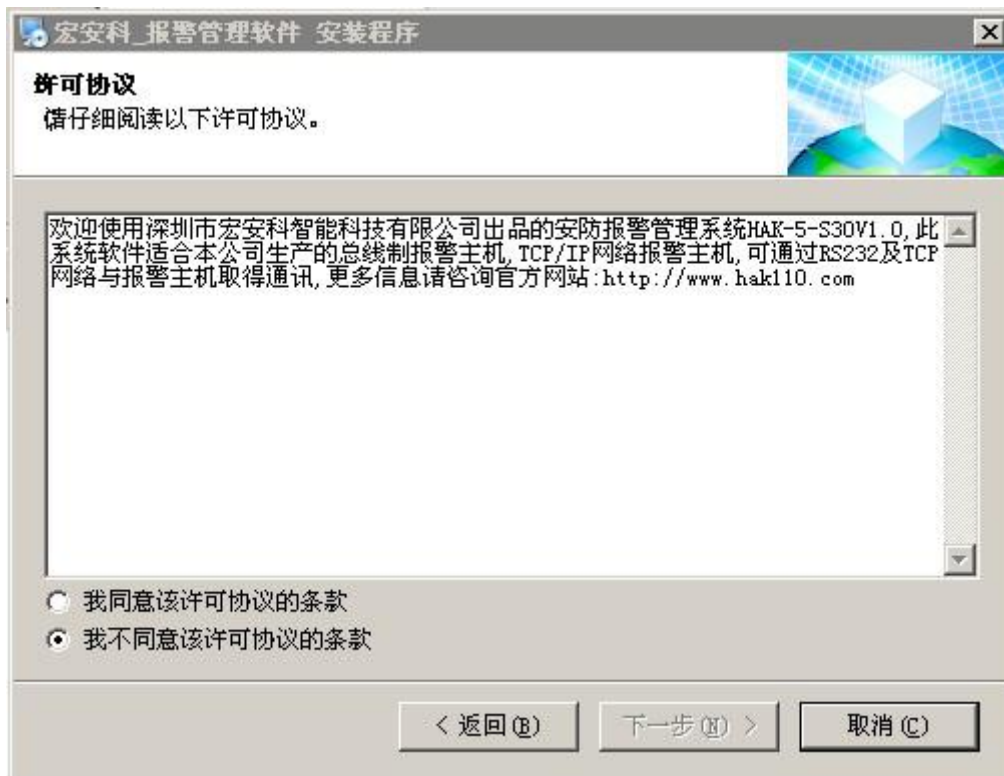 宏安科_报警管理软件 安装程序
许可协议
请仔细阅读以下许可协议。
欢迎使用深圳市宏安科智能科技有限公司出品的安防报警管理系统HAK-5-S30V1.0,此
系统软件适合本公司生产的总线制报警主机,TCP/IP网络报警主机,可通过RS232及TCP
网络与报警主机取得通讯,更多信息请咨询官方网站:http://www.hak110.com
我同意该许可协议的条款
我不同意该许可协议的条款
< 返回(B)
下一步(N) >
取消(C)